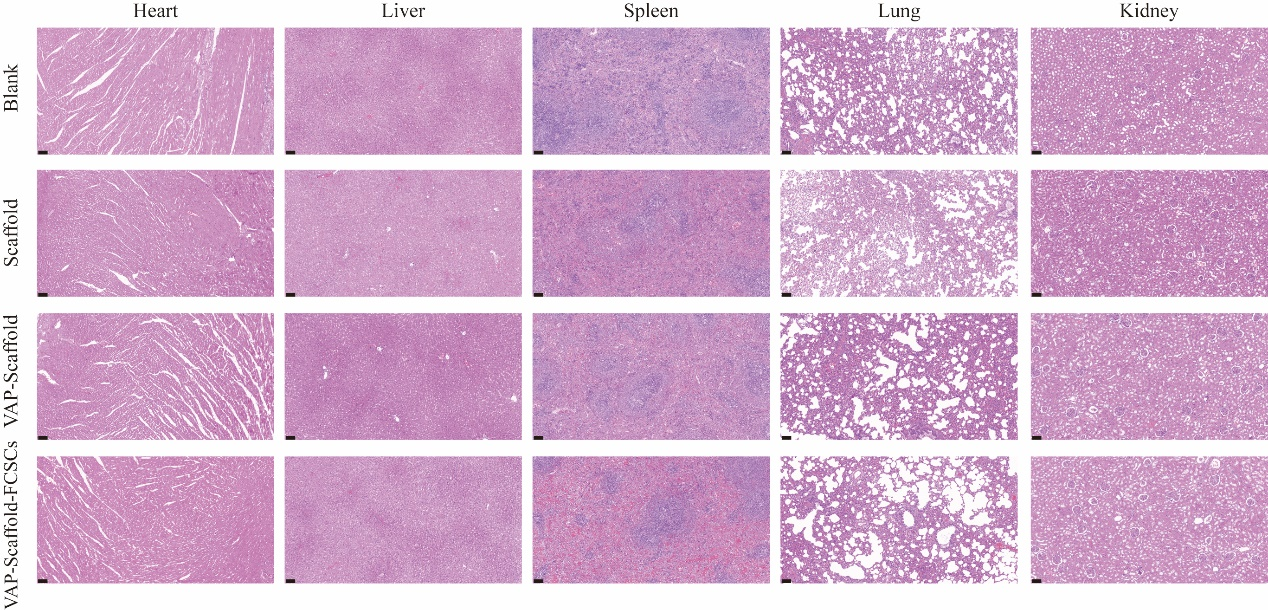 Heart Liver Spleen Lung Kidney
Blank
Scaffold
VAP-Scaffold
VAP-Scaffold-FCSCs